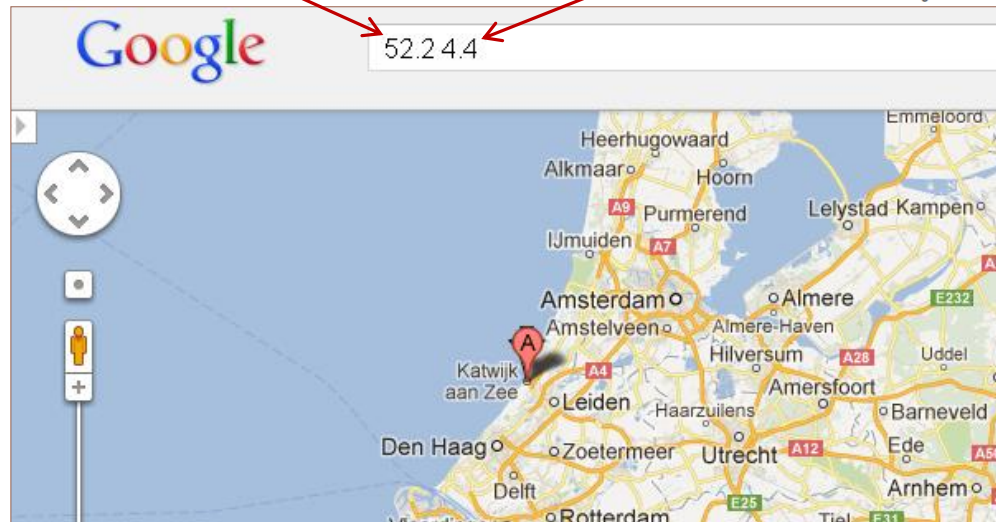 Google
52.2 4.4
Emmeloord
Heerhugowaard
Alkmaar
Hoorn
A9
Purmerend
Lelystad Kampen
IJmuiden
A7
Amsterdam
Almere
E232
Amstelveen
Almere-Haven
A
Katwijk
aan Zee
A4
Hilversum
A28
Uddel
Amersfoort
Leiden
Haarzuilens
Barneveld
Den Haag
Zoetermeer
Utrecht
A12
Ede
Delft
E25
Arnhem
Rotterdam
Tiel
E31